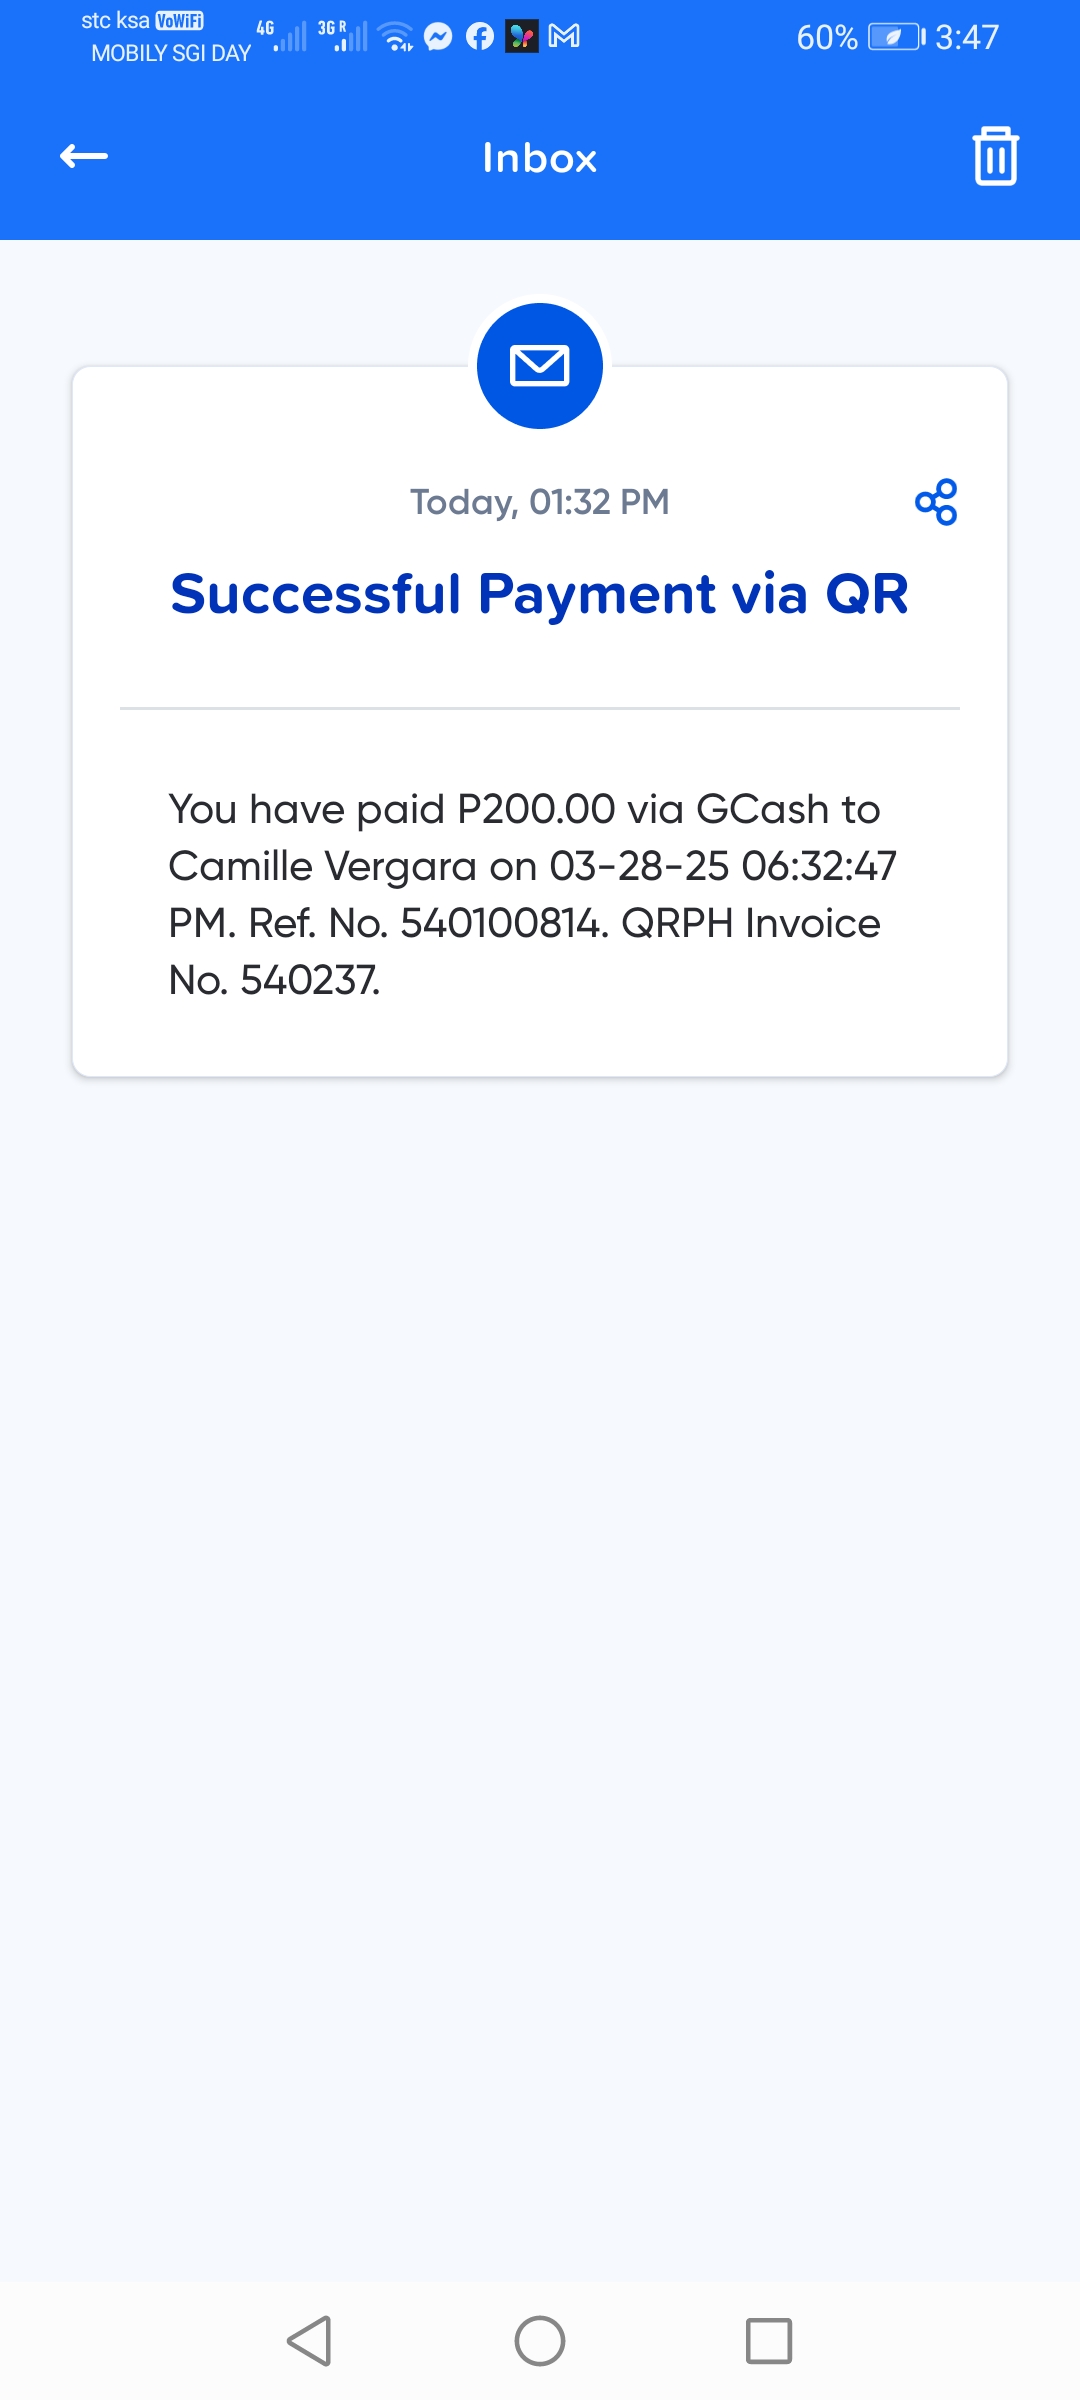 stc ksa VoWiFi
MOBILY SGI DAY
4G 3G R 60% 3:47
Inbox
Today, 01:32 PM
Successful Payment via QR
You have paid P200.00 via GCash to
Camille Vergara on 03-28-25 06:32:47
PM. Ref. No. 540100814. QRPH Invoice
No. 540237.